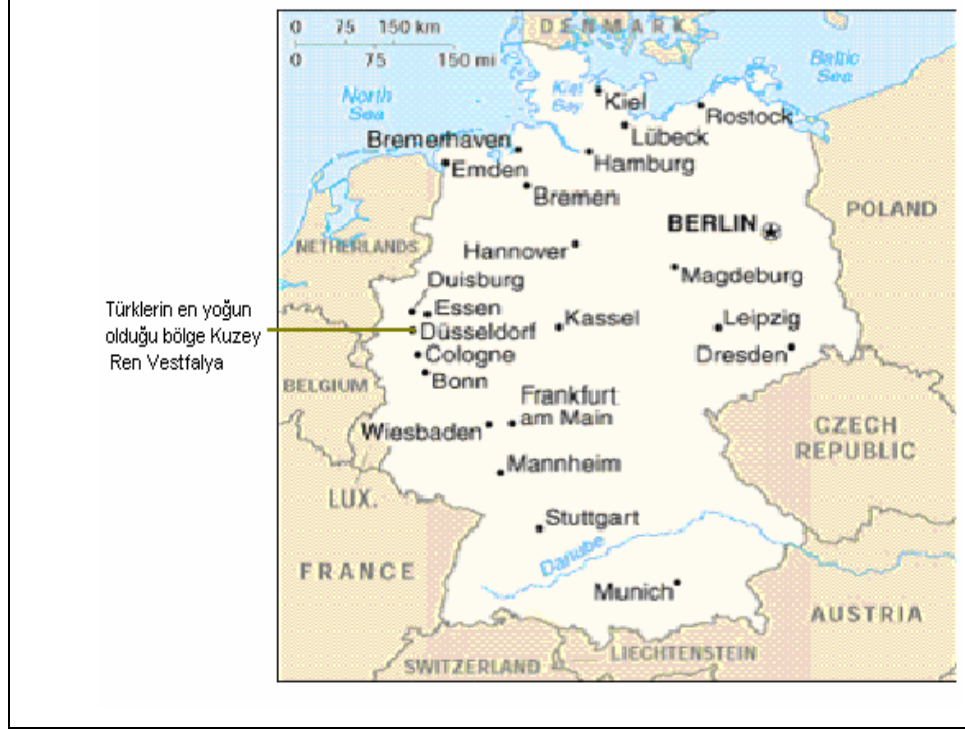 0 75 150 km
0 75 150 mi
DENMARK
North Sea
Baltic Sea
Kiel Bay
Kiel
Rostock
Lübeck
Bremerhaven
Hamburg
Emden
Bremen
BERLIN
POLAND
NETHERLANDS
Hannover
Magdeburg
Duisburg
Essen
Türklerin en yoğun
olduğu bölge Kuzey
Ren Vestfalya
Düsseldorf
Kassel
Leipzig
Cologne
Dresden
BELGIUM
Bonn
Frankfurt
am Main
Wiesbaden
CZECH
REPUBLIC
Mannheim
LUX.
Stuttgart
Danube
FRANCE
Munich
AUSTRIA
LIECHTENSTEIN
SWITZERLAND